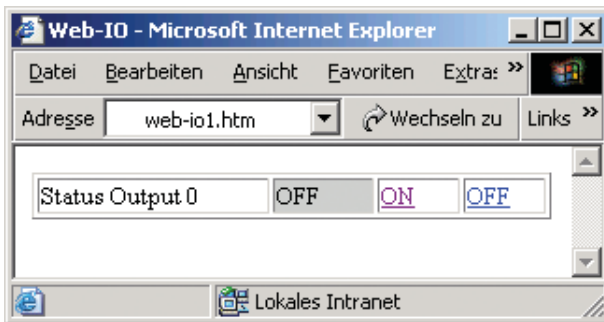 Web-IO - Microsoft Internet Explorer
Datei Bearbeiten Ansicht Favoriten Extras »
Adresse web-io1.htm Wechseln zu Links »
Status Output 0 OFF ON OFF
Lokales Intranet